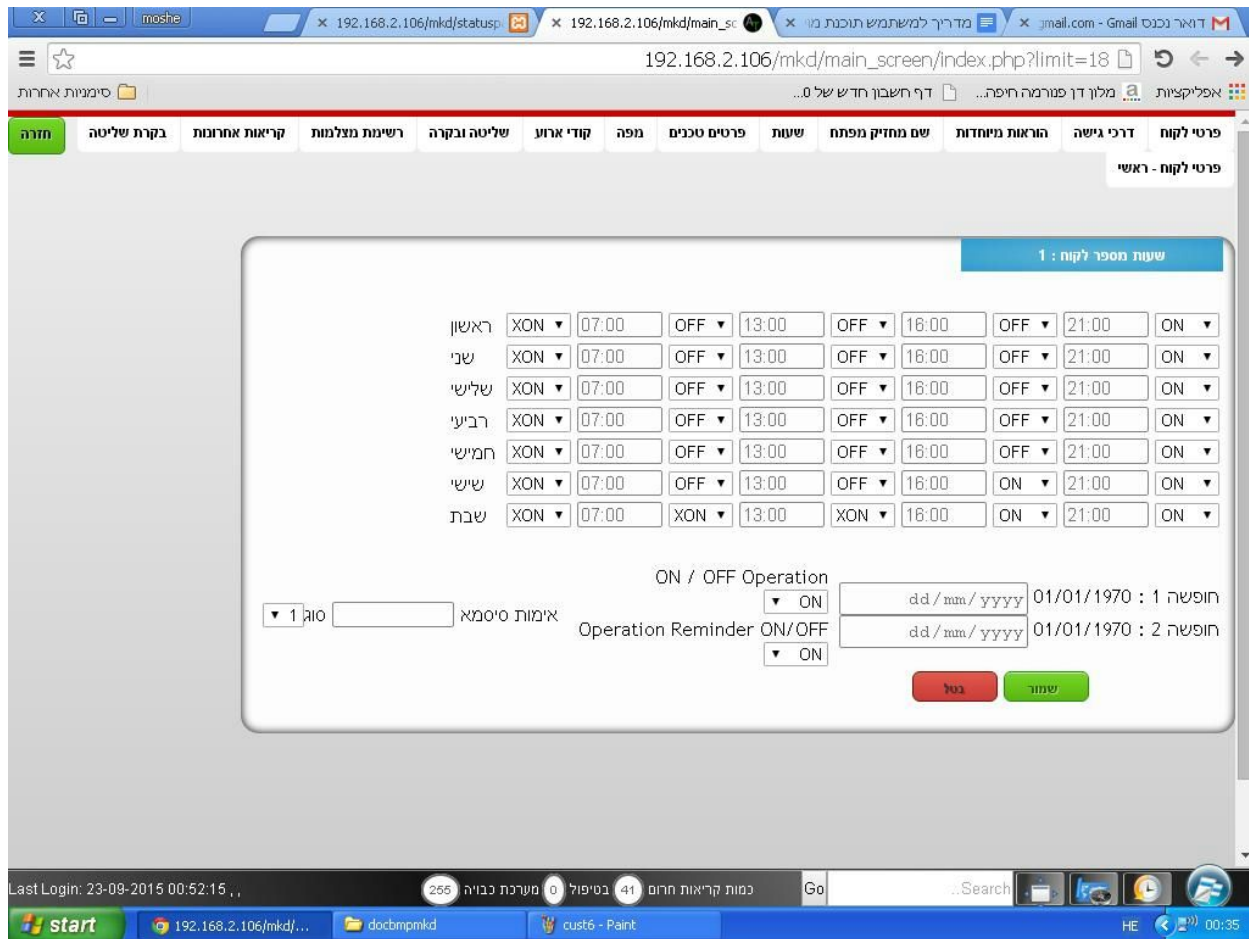 moshe
192.168.2.106/mkd/statusp
192.168.2.106/mkd/main_sc
מדריך למשתמש תוכנת מו
דואר נכנס - Gmail
192.168.2.106/mkd/main_screen/index.php?limit=18
אפליקציות מלון דן פנורמה חיפה... דף חשבון חדש של 0... סימניות אחרות
פרטי לקוח דרכי גישה הוראות מיוחדות שם מחזיק מפתח שעות פרטים טכנים מפה קודי ארוע שליטה ובקרה רשימת מצלמות קריאות אחרונות בקרת שליטה חזרה
פרטי לקוח - ראשי
שעות מספר לקוח : 1
ראשון XON 07:00 OFF 13:00 OFF 16:00 OFF 21:00 ON
שני XON 07:00 OFF 13:00 OFF 16:00 OFF 21:00 ON
שלישי XON 07:00 OFF 13:00 OFF 16:00 OFF 21:00 ON
רביעי XON 07:00 OFF 13:00 OFF 16:00 OFF 21:00 ON
חמישי XON 07:00 OFF 13:00 OFF 16:00 OFF 21:00 ON
שישי XON 07:00 OFF 13:00 OFF 16:00 ON 21:00 ON
שבת XON 07:00 XON 13:00 XON 16:00 ON 21:00 ON
חופשה 1 : 01/01/1970 dd/mm/yyyy
חופשה 2 : 01/01/1970 dd/mm/yyyy
ON / OFF Operation
ON
Operation Reminder ON/OFF
ON
אימות סיסמא
סוג 1
שמור בטל
Last Login: 23-09-2015 00:52:15 , ,
כמות קריאות חרום 41 בטיפול 0 מערכת כבויה 255
Go Search..
start 192.168.2.106/mkd/... docbmpmkd cust6 - Paint HE 00:35